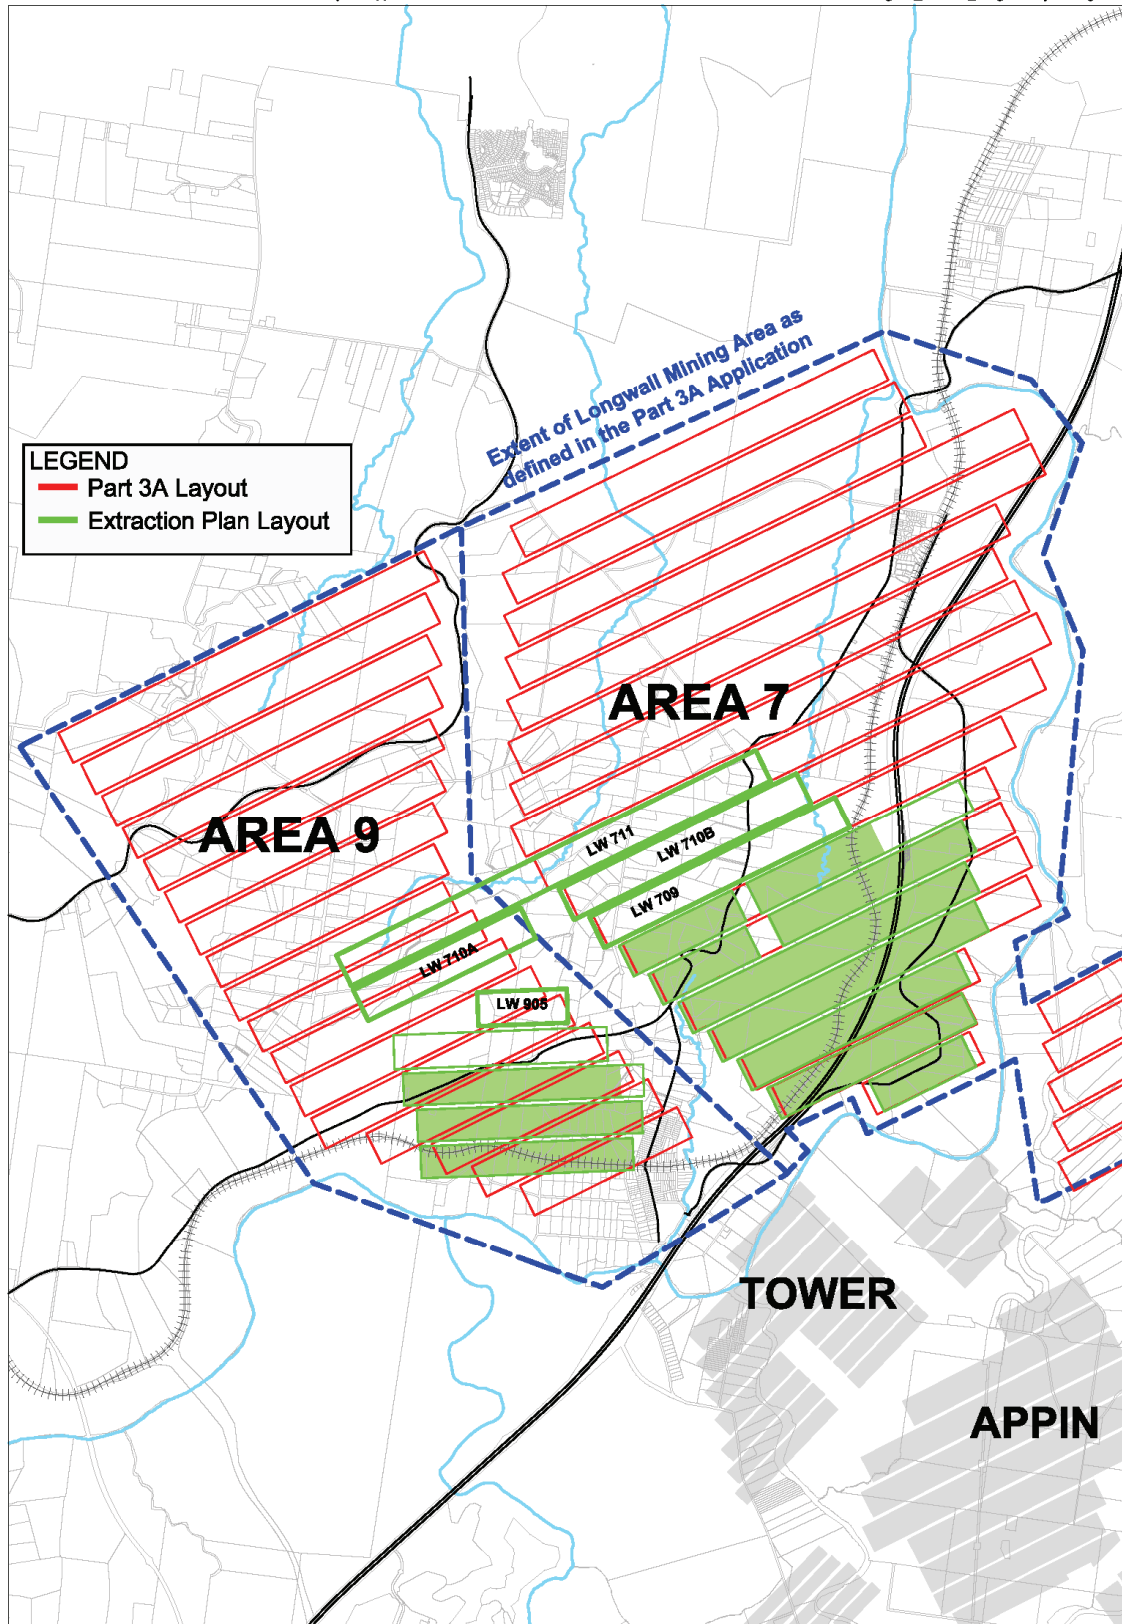 Extent of Longwall Mining Area as
defined in the Part 3A Application
LEGEND
Part 3A Layout
Extraction Plan Layout
AREA 7
AREA 9
LW 711
LW 710B
LW 709
LW 710A
LW 905
TOWER
APPIN